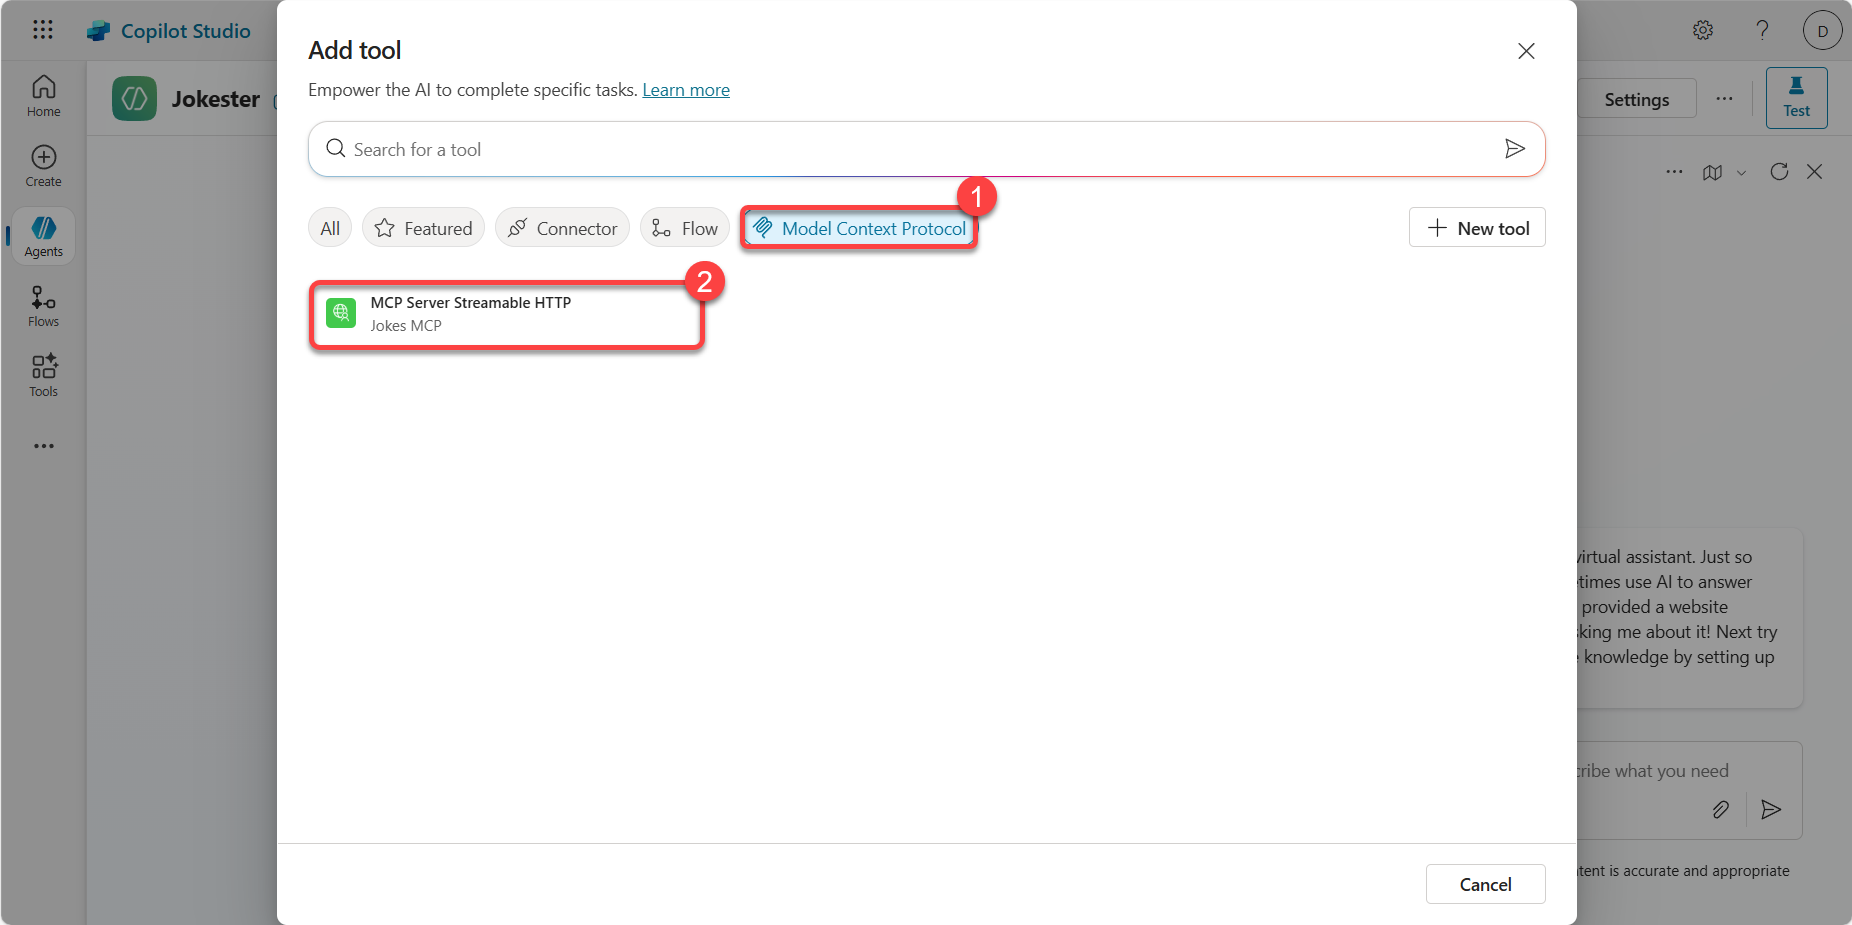 Copilot Studio
D
Home
Create
Agents
Flows
Tools
Jokester
Settings
Test
Add tool
Empower the AI to complete specific tasks. Learn more
Search for a tool
All
Featured
Connector
Flow
Model Context Protocol
1
New tool
2
MCP Server Streamable HTTP
Jokes MCP
virtual assistant. Just so
times use AI to answer
provided a website
king me about it! Next try
knowledge by setting up
cribe what you need
tent is accurate and appropriate
Cancel